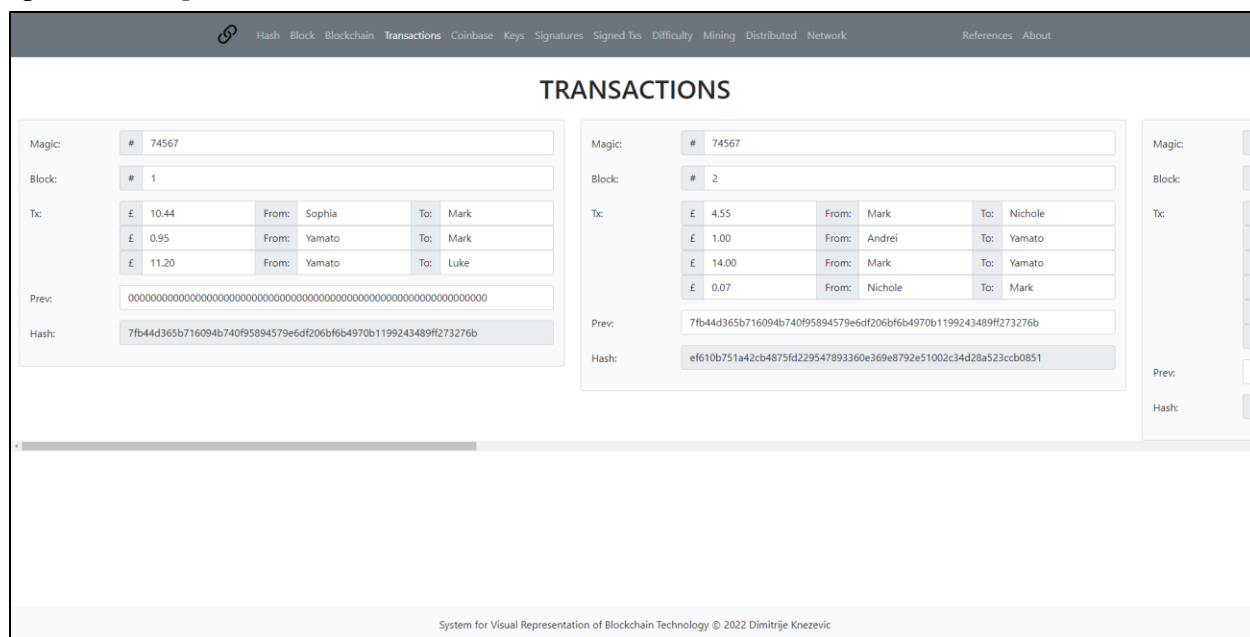 Hash Block Blockchain Transactions Coinbase Keys Signatures Signed Txs Difficulty Mining Distributed Network References About
TRANSACTIONS
Magic: # 74567
Block: # 1
Tx: £ 10.44 From: Sophia To: Mark
£ 0.95 From: Yamato To: Mark
£ 11.20 From: Yamato To: Luke
Prev: 0000000000000000000000000000000000000000000000000000000000000000
Hash: 7fb44d365b716094b740f95894579e6df206bf6b4970b1199243489ff273276b
Magic: # 74567
Block: # 2
Tx: £ 4.55 From: Mark To: Nichole
£ 1.00 From: Andrei To: Yamato
£ 14.00 From: Mark To: Yamato
£ 0.07 From: Nichole To: Mark
Prev: 7fb44d365b716094b740f95894579e6df206bf6b4970b1199243489ff273276b
Hash: ef610b751a42cb4875fd229547893360e369e8792e51002c34d28a523ccb0851
Magic:
Block:
Tx:
Prev:
Hash:
System for Visual Representation of Blockchain Technology © 2022 Dimitrije Knezevic